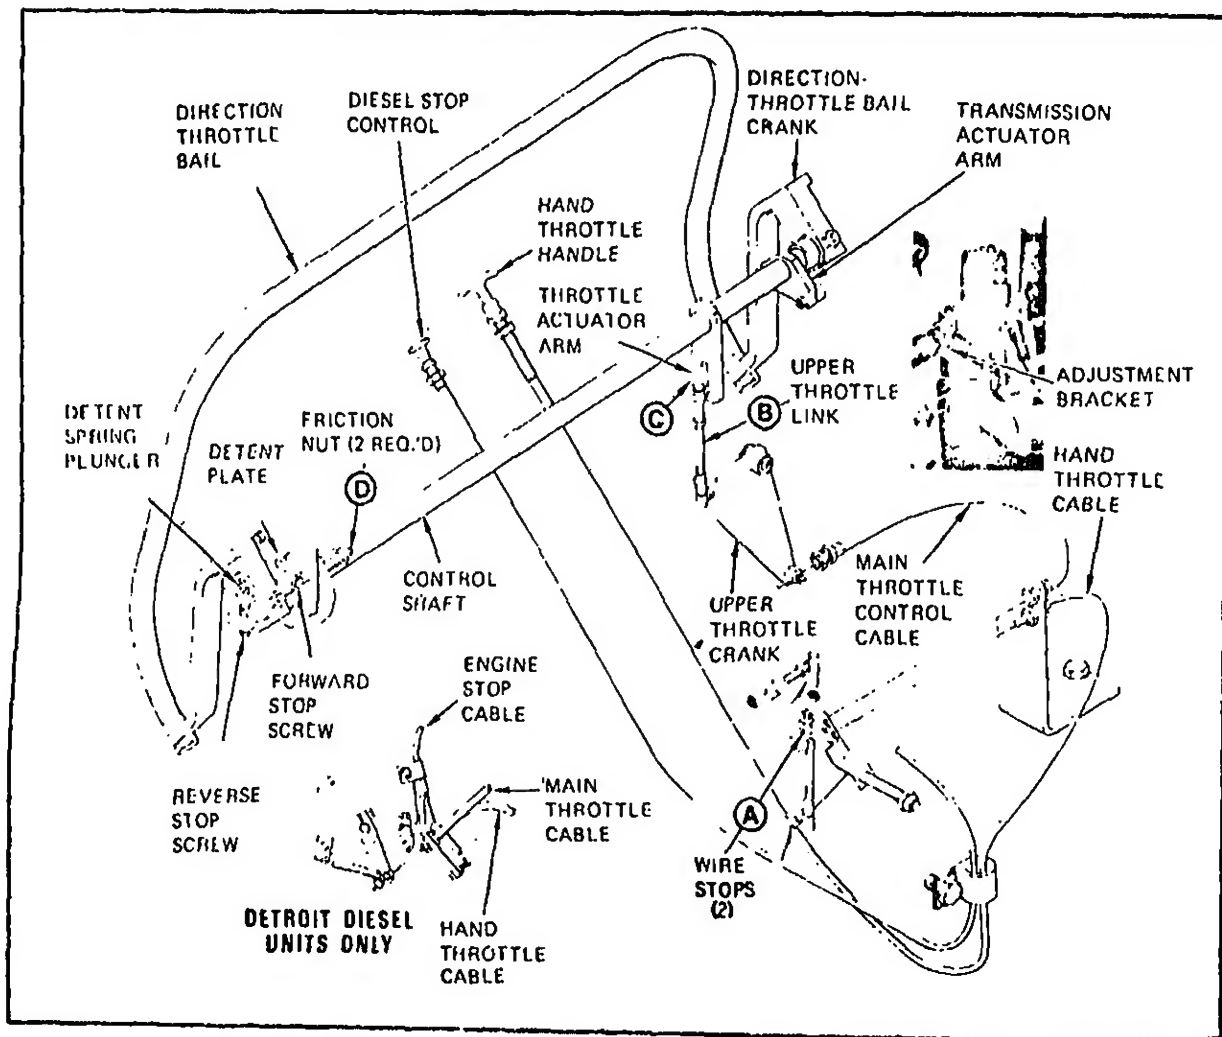 DIRECTION
THROTTLE
BAIL
DIESEL STOP
CONTROL
DIRECTION-
THROTTLE BAIL
CRANK
TRANSMISSION
ACTUATOR
ARM
HAND
THROTTLE
HANDLE
THROTTLE
ACTUATOR
ARM
C
B
UPPER
THROTTLE
LINK
ADJUSTMENT
BRACKET
DETENT
SPRING
PLUNGER
DETENT
PLATE
FRICTION
NUT (2 REQ.'D)
D
HAND
THROTTLE
CABLE
CONTROL
SHAFT
UPPER
THROTTLE
CRANK
MAIN
THROTTLE
CONTROL
CABLE
FORWARD
STOP
SCREW
ENGINE
STOP
CABLE
REVERSE
STOP
SCREW
MAIN
THROTTLE
CABLE
A
WIRE
STOPS
(2)
DETROIT DIESEL
UNITS ONLY
HAND
THROTTLE
CABLE